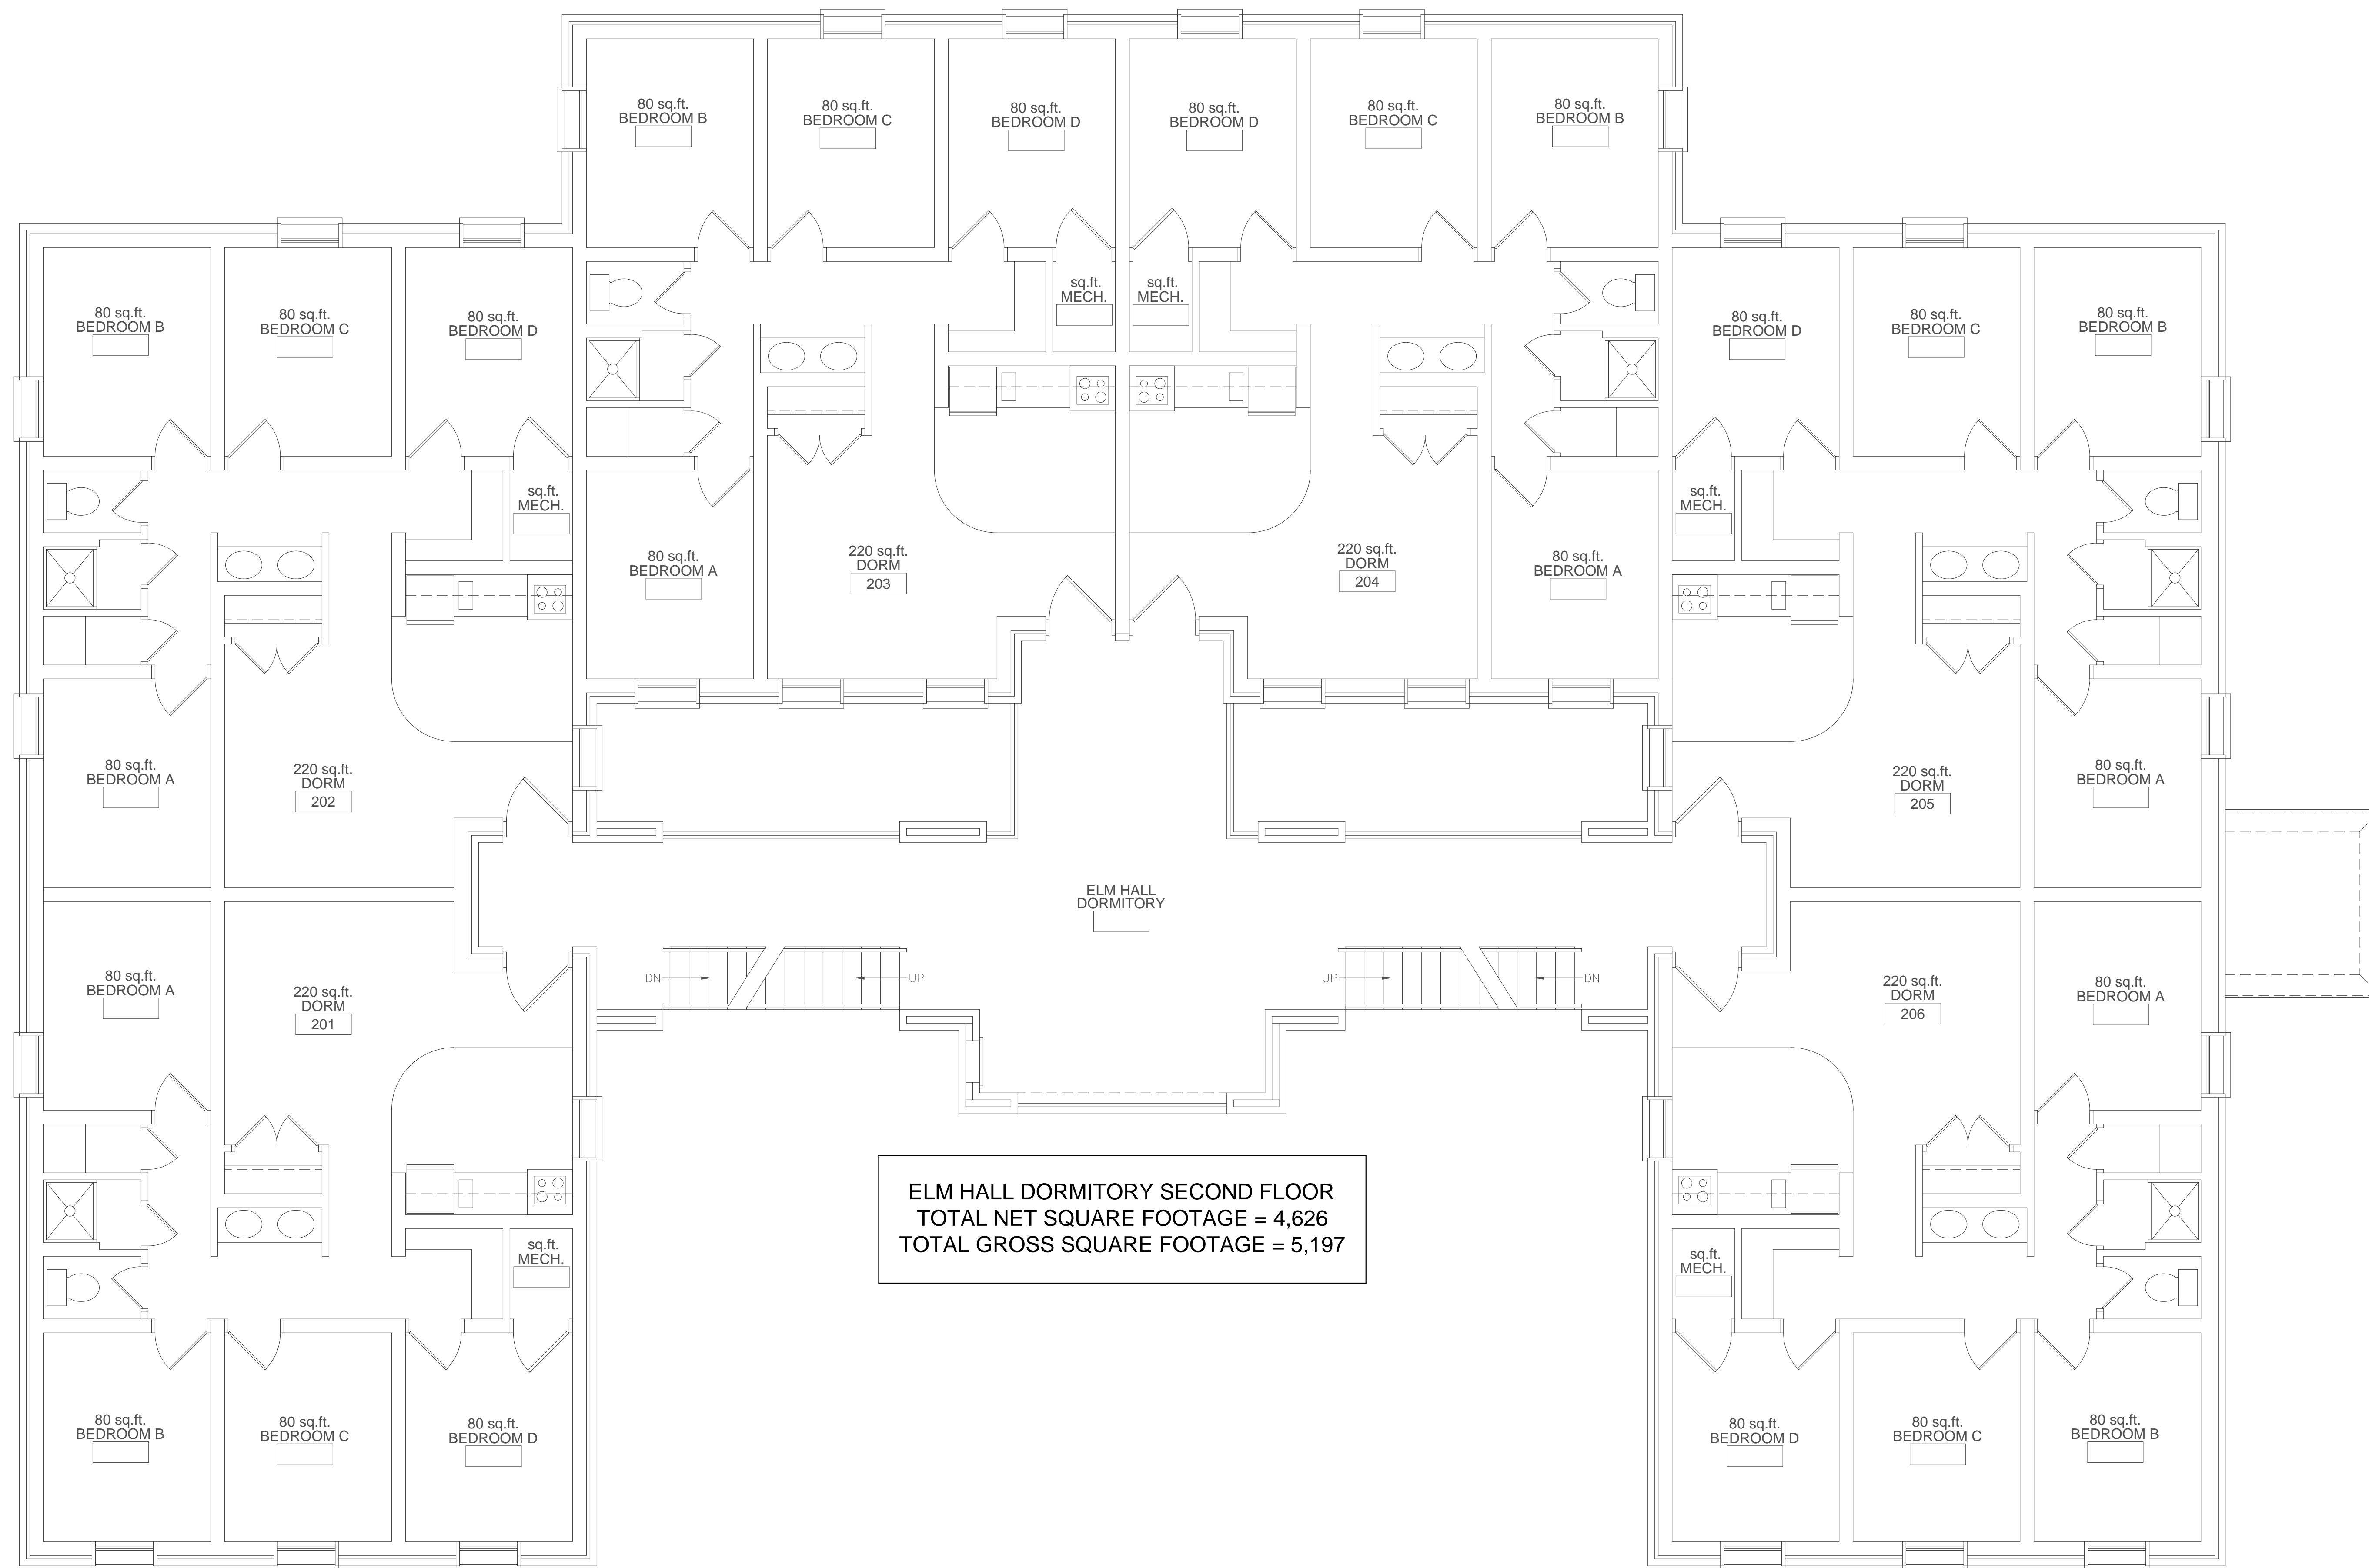 80 sq.ft.
BEDROOM B
80 sq.ft.
BEDROOM C
80 sq.ft.
BEDROOM D
80 sq.ft.
BEDROOM D
80 sq.ft.
BEDROOM C
80 sq.ft.
BEDROOM B
80 sq.ft.
BEDROOM B
80 sq.ft.
BEDROOM C
80 sq.ft.
BEDROOM D
sq.ft.
MECH.
sq.ft.
MECH.
80 sq.ft.
BEDROOM D
80 sq.ft.
BEDROOM C
80 sq.ft.
BEDROOM B
sq.ft.
MECH.
80 sq.ft.
BEDROOM A
220 sq.ft.
DORM
203
220 sq.ft.
DORM
204
80 sq.ft.
BEDROOM A
sq.ft.
MECH.
80 sq.ft.
BEDROOM A
220 sq.ft.
DORM
202
220 sq.ft.
DORM
205
80 sq.ft.
BEDROOM A
ELM HALL
DORMITORY
80 sq.ft.
BEDROOM A
220 sq.ft.
DORM
201
DN
UP
UP
DN
220 sq.ft.
DORM
206
80 sq.ft.
BEDROOM A
ELM HALL DORMITORY SECOND FLOOR
TOTAL NET SQUARE FOOTAGE = 4,626
TOTAL GROSS SQUARE FOOTAGE = 5,197
sq.ft.
MECH.
sq.ft.
MECH.
80 sq.ft.
BEDROOM B
80 sq.ft.
BEDROOM C
80 sq.ft.
BEDROOM D
80 sq.ft.
BEDROOM D
80 sq.ft.
BEDROOM C
80 sq.ft.
BEDROOM B